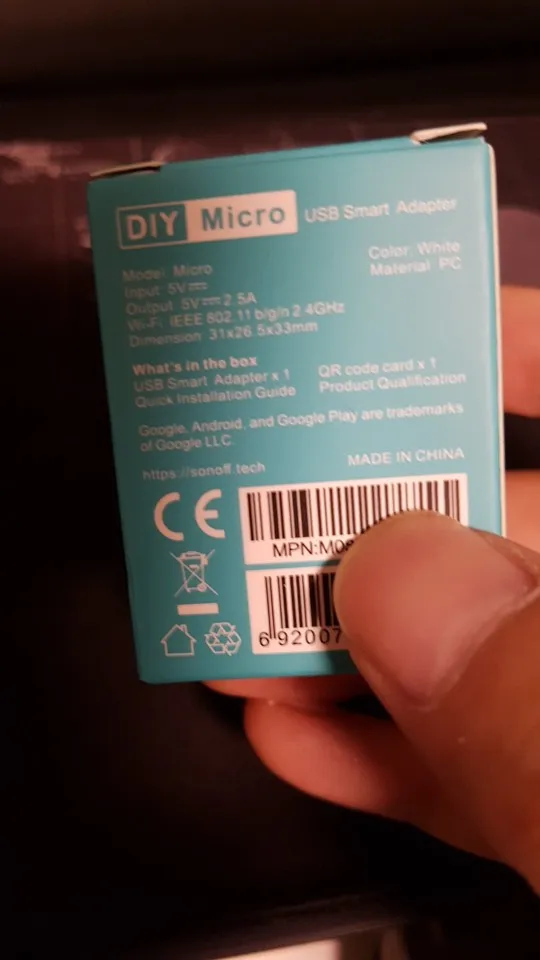 DIY Micro USB Smart Adapter
Model: Micro
Color: White
Input: 5V⎓
Material: PC
Output: 5V⎓2.5A
Wi-Fi: IEEE 802.11 b/g/n 2.4GHz
Dimension: 31x26.5x33mm
What's in the box
USB Smart Adapter x 1
QR code card x 1
Quick Installation Guide
Product Qualification
Google, Android, and Google Play are trademarks
of Google LLC.
https://sonoff.tech
MADE IN CHINA
CE
MPN:M0
6 92007